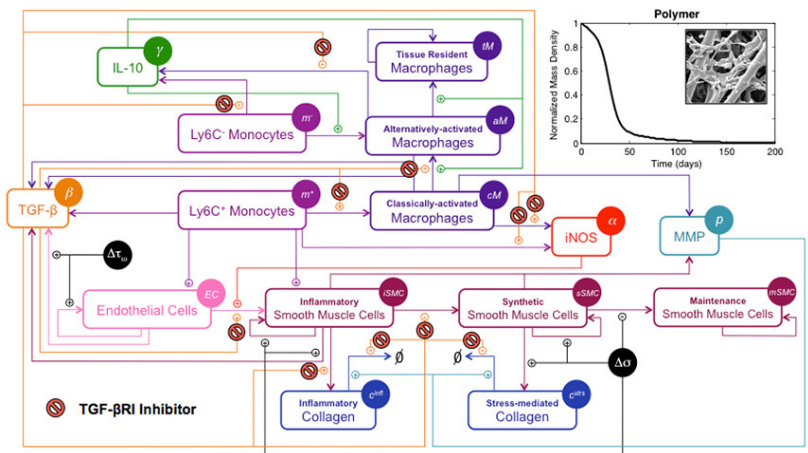 γ
IL-10
Tissue Resident
tM
Macrophages
Ly6C⁻ Monocytes
m⁻
Alternatively-activated
aM
Macrophages
β
TGF-β
Ly6C⁺ Monocytes
m⁺
Classically-activated
cM
Macrophages
α
iNOS
p
MMP
Δτω
Endothelial Cells
EC
Inflammatory
iSMC
Smooth Muscle Cells
Synthetic
sSMC
Smooth Muscle Cells
Maintenance
mSMC
Smooth Muscle Cells
Ø
Ø
Δσ
Inflammatory
c infl
Collagen
Stress-mediated
c strs
Collagen
TGF-βRI Inhibitor
Polymer
Normalized Mass Density
1
0.8
0.6
0.4
0.2
0
0 50 100 150 200
Time (days)